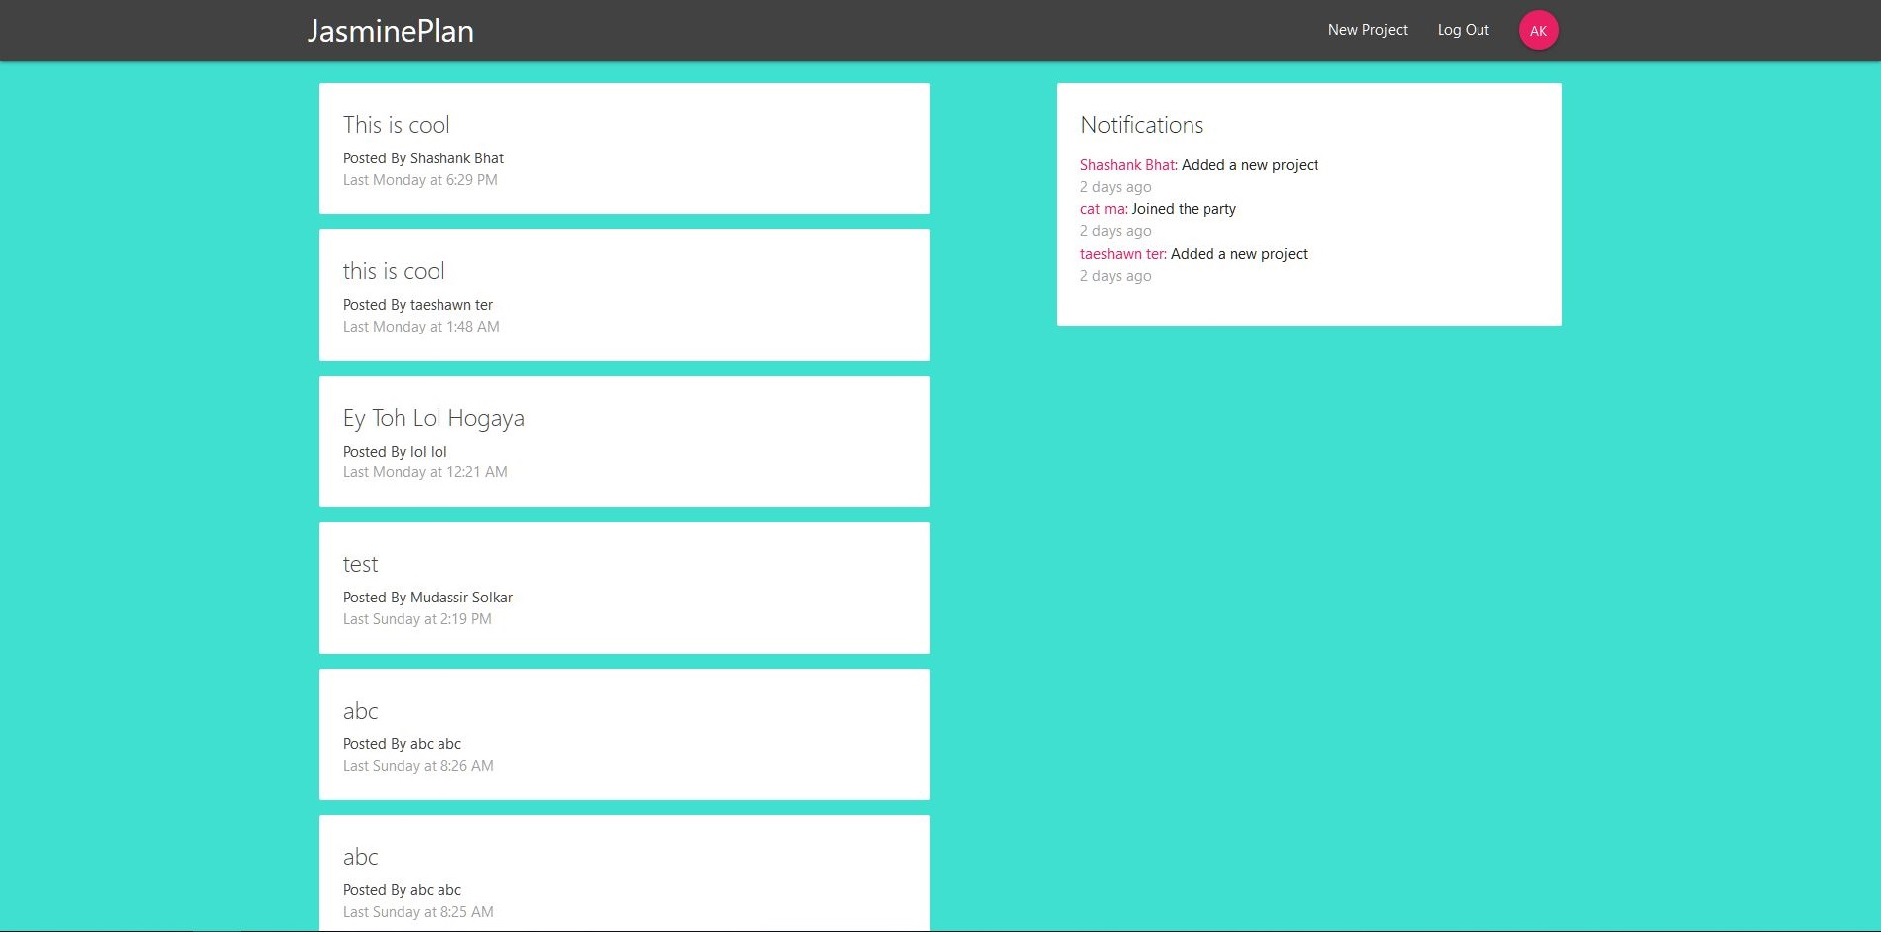 JasminePlan
New Project
Log Out
AK
This is cool
Posted By Shashank Bhat
Last Monday at 6:29 PM
this is cool
Posted By taeshawn ter
Last Monday at 1:48 AM
Ey Toh Lol Hogaya
Posted By lol lol
Last Monday at 12:21 AM
test
Posted By Mudassir Solkar
Last Sunday at 2:19 PM
abc
Posted By abc abc
Last Sunday at 8:26 AM
abc
Posted By abc abc
Last Sunday at 8:25 AM
Notifications
Shashank Bhat: Added a new project
2 days ago
cat ma: Joined the party
2 days ago
taeshawn ter: Added a new project
2 days ago